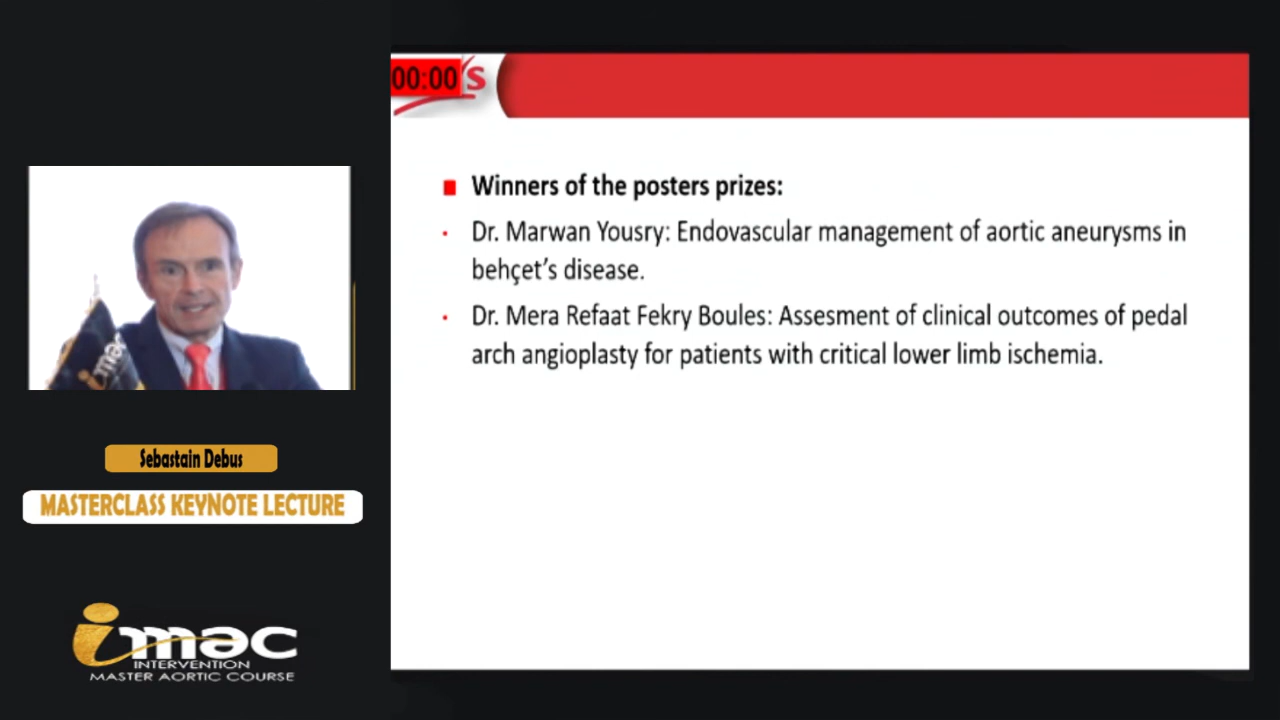 00:00 's
Winners of the posters prizes:
Dr. Marwan Yousry: Endovascular management of aortic aneurysms in
behçet's disease.
Dr. Mera Refaat Fekry Boules: Assesment of clinical outcomes of pedal
arch angioplasty for patients with critical lower limb ischemia.
imac
Sebastain Debus
MASTERCLASS KEYNOTE LECTURE
imac
INTERVENTION
MASTER AORTIC COURSE